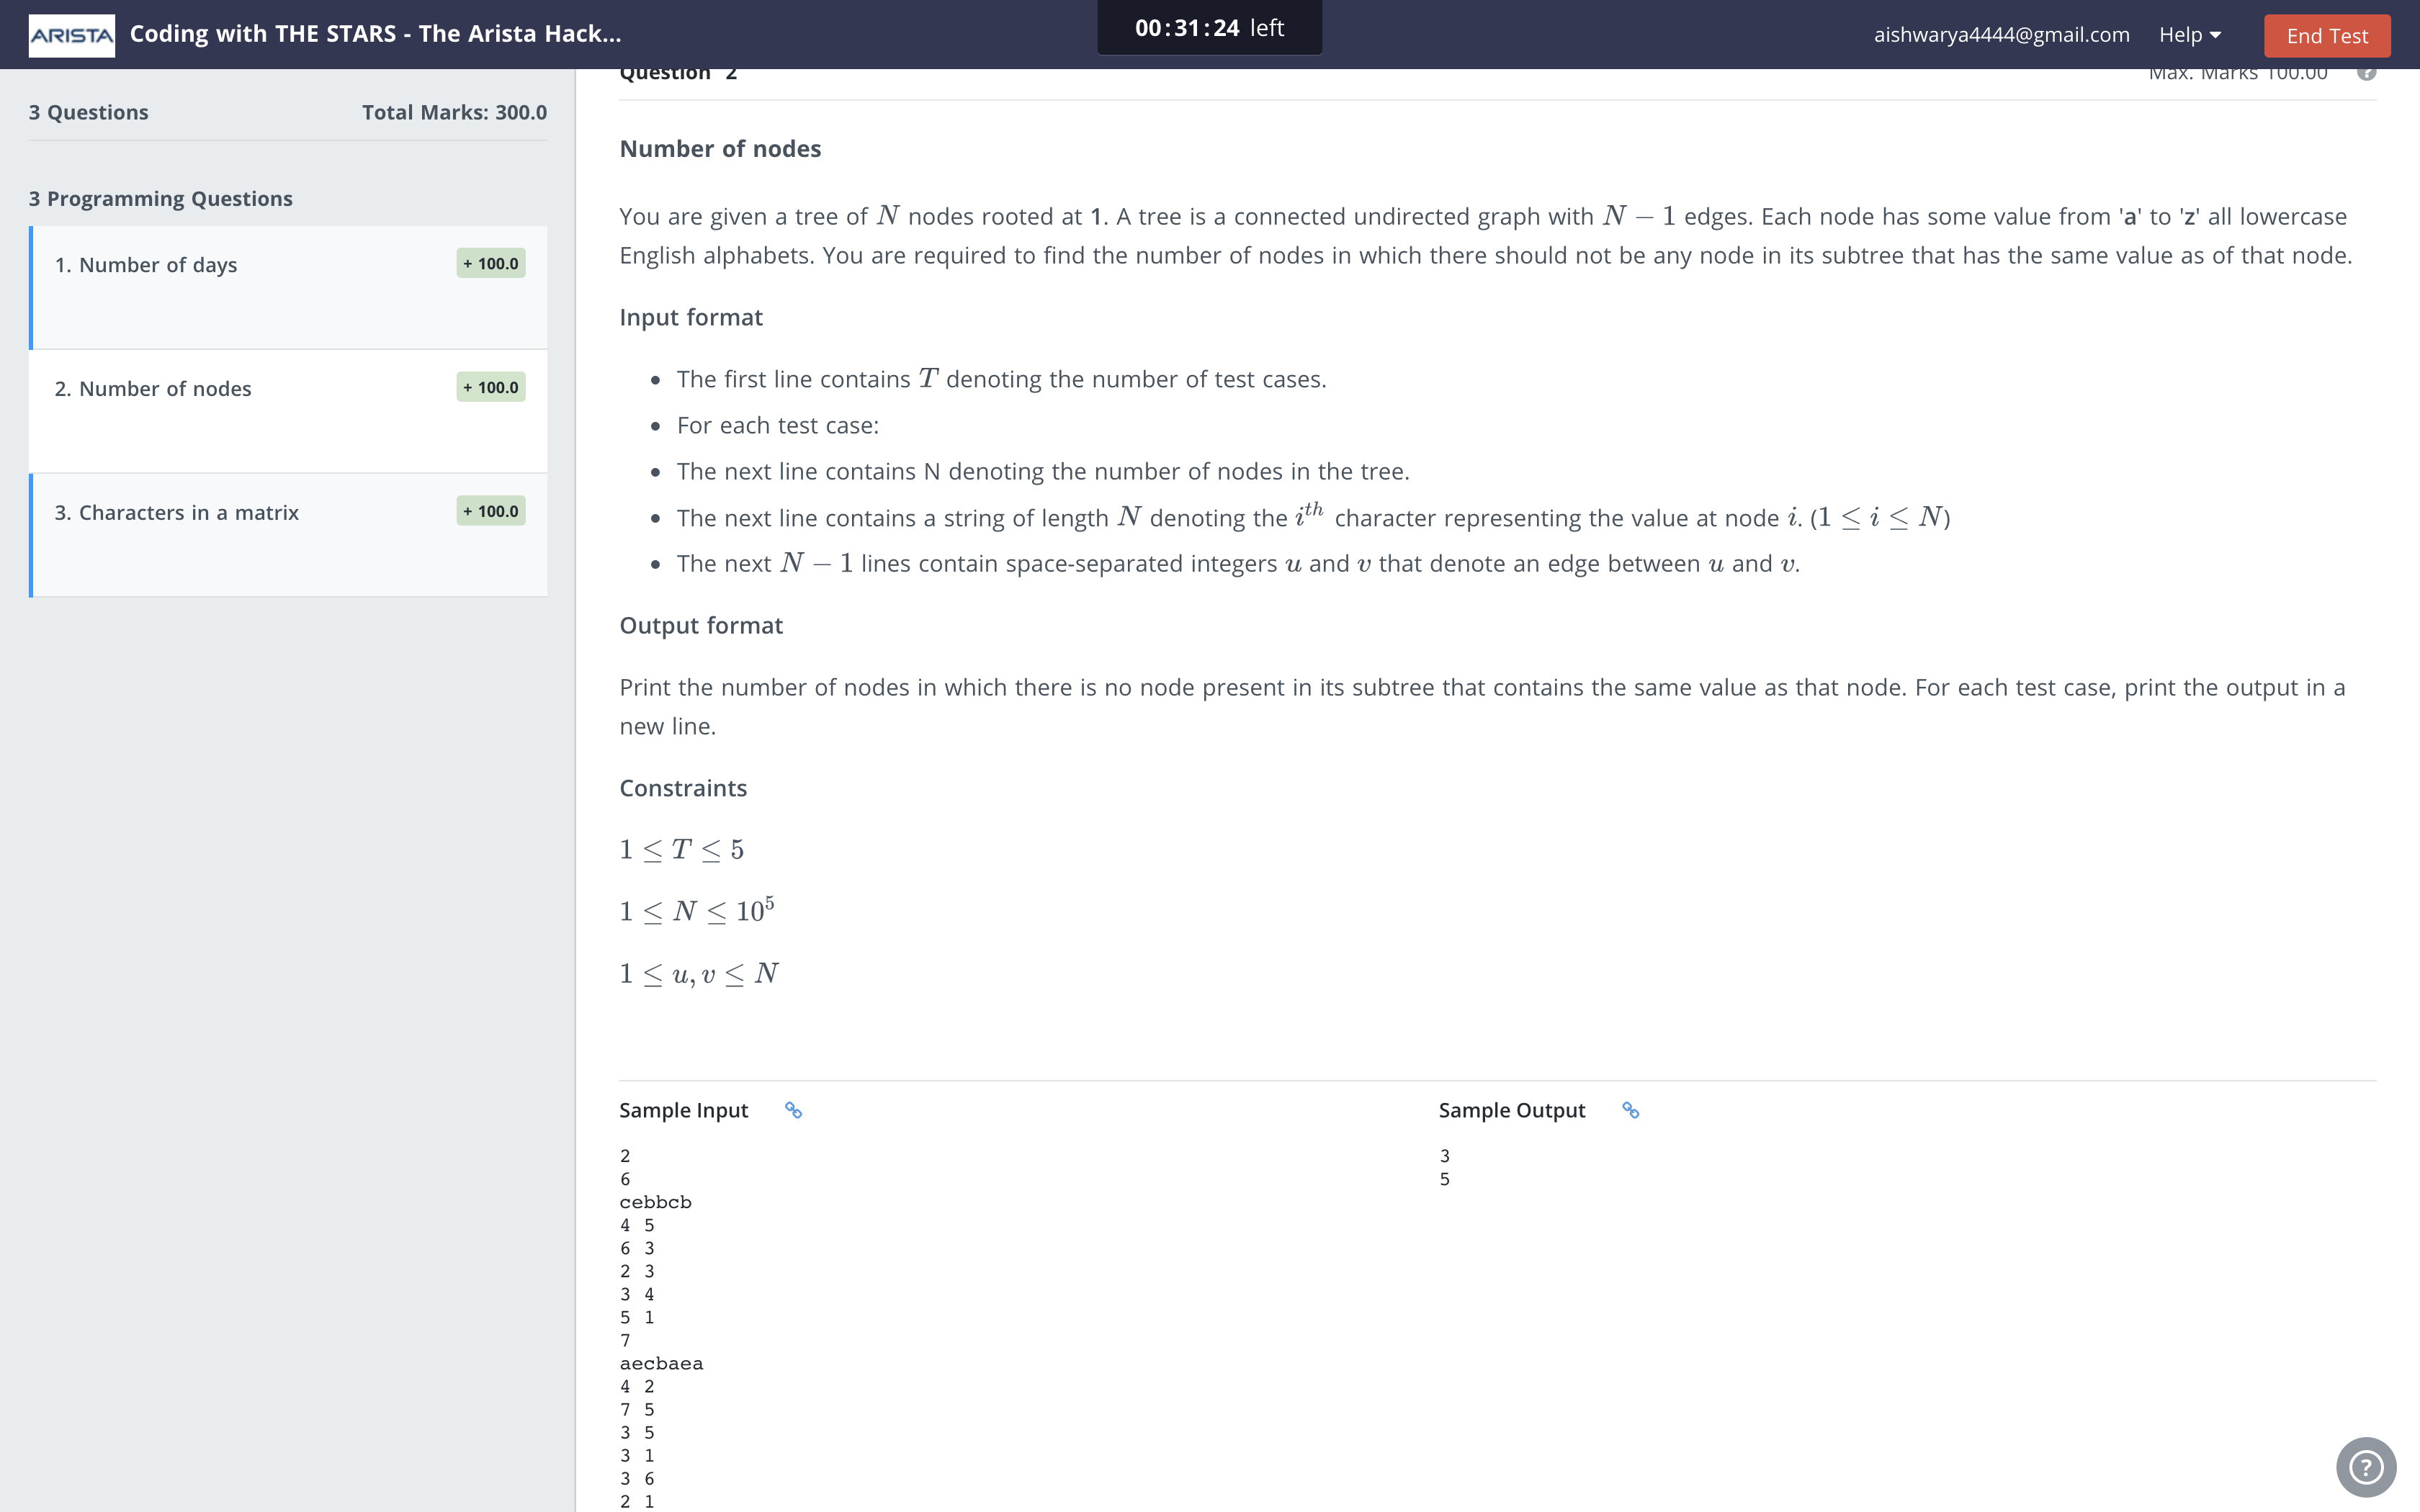 ARISTA Coding with THE STARS - The Arista Hack...
00:31:24 left
aishwarya4444@gmail.com Help End Test
3 Questions Total Marks: 300.0
3 Programming Questions
1. Number of days + 100.0
2. Number of nodes + 100.0
3. Characters in a matrix + 100.0
Question 2 Max. Marks 100.00 ?
Number of nodes
You are given a tree of N nodes rooted at 1. A tree is a connected undirected graph with N − 1 edges. Each node has some value from 'a' to 'z' all lowercase
English alphabets. You are required to find the number of nodes in which there should not be any node in its subtree that has the same value as of that node.
Input format
• The first line contains T denoting the number of test cases.
• For each test case:
• The next line contains N denoting the number of nodes in the tree.
• The next line contains a string of length N denoting the i^th character representing the value at node i. (1 ≤ i ≤ N)
• The next N − 1 lines contain space-separated integers u and v that denote an edge between u and v.
Output format
Print the number of nodes in which there is no node present in its subtree that contains the same value as that node. For each test case, print the output in a
new line.
Constraints
1 ≤ T ≤ 5
1 ≤ N ≤ 10^5
1 ≤ u, v ≤ N
Sample Input
2
6
cebbcb
4 5
6 3
2 3
3 4
5 1
7
aecbaea
4 2
7 5
3 5
3 1
3 6
2 1
Sample Output
3
5
?